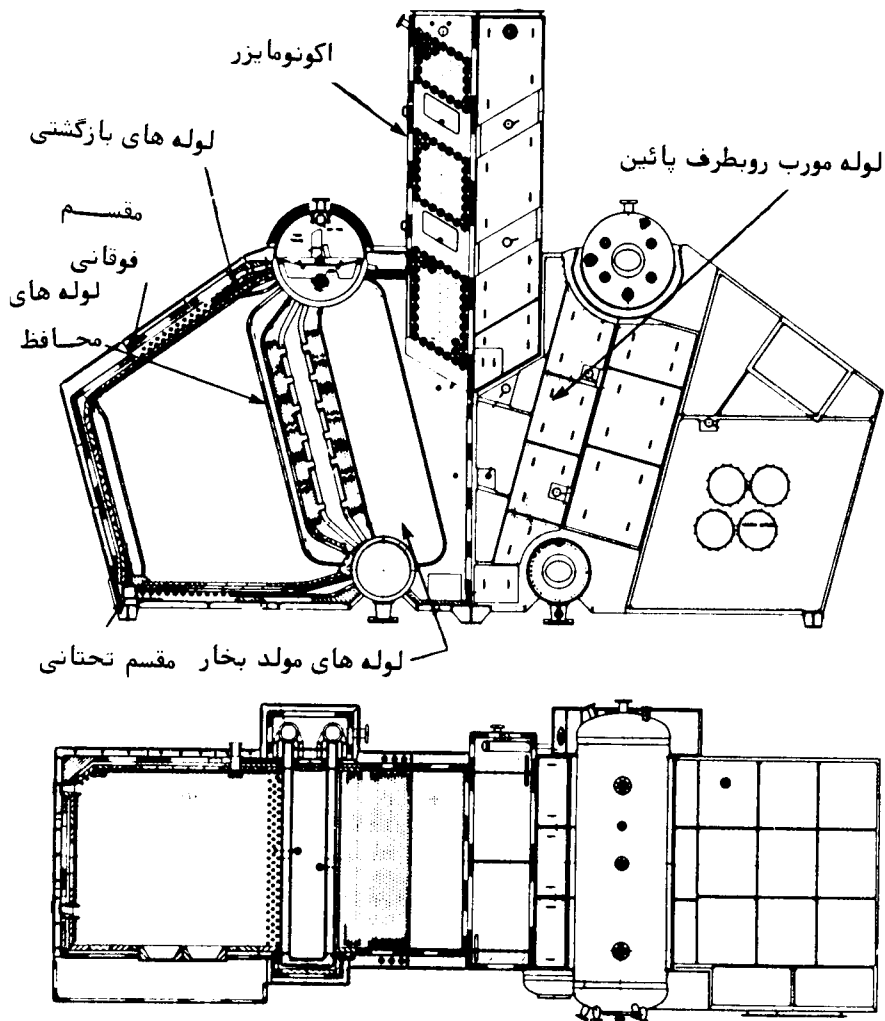 اکونومایزر
لوله های بازگشتی
لوله مورب روبطرف پائین
مقسم
فوقانی
لوله های
محافظ
لوله های مولد بخار
مقسم تحتانی